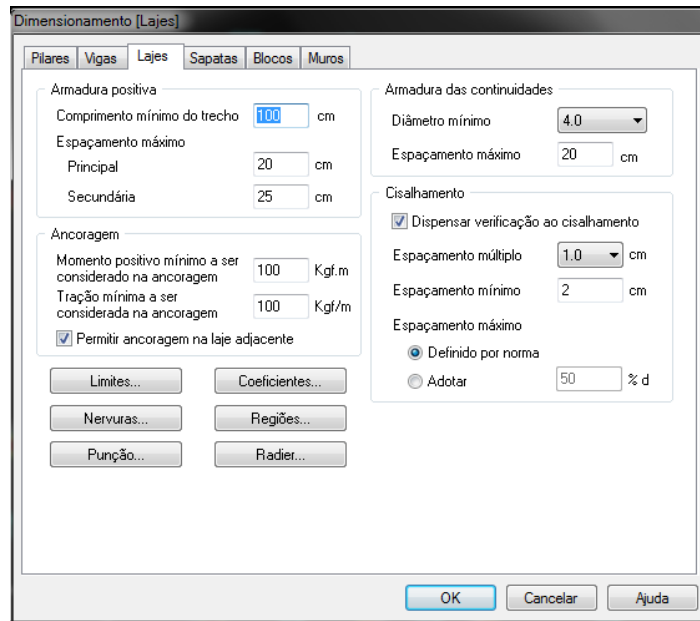 Dimensionamento [Lajes]
Pilares Vigas Lajes Sapatas Blocos Muros
Armadura positiva
Comprimento mínimo do trecho 100 cm
Espaçamento máximo
Principal 20 cm
Secundária 25 cm
Ancoragem
Momento positivo mínimo a ser
considerado na ancoragem 100 Kgf.m
Tração mínima a ser
considerada na ancoragem 100 Kgf/m
Permitir ancoragem na laje adjacente
Limites... Coeficientes...
Nervuras... Regiões...
Punção... Radier...
Armadura das continuidades
Diâmetro mínimo 4.0
Espaçamento máximo 20 cm
Cisalhamento
Dispensar verificação ao cisalhamento
Espaçamento múltiplo 1.0 cm
Espaçamento mínimo 2 cm
Espaçamento máximo
Definido por norma
Adotar 50 % d
OK Cancelar Ajuda